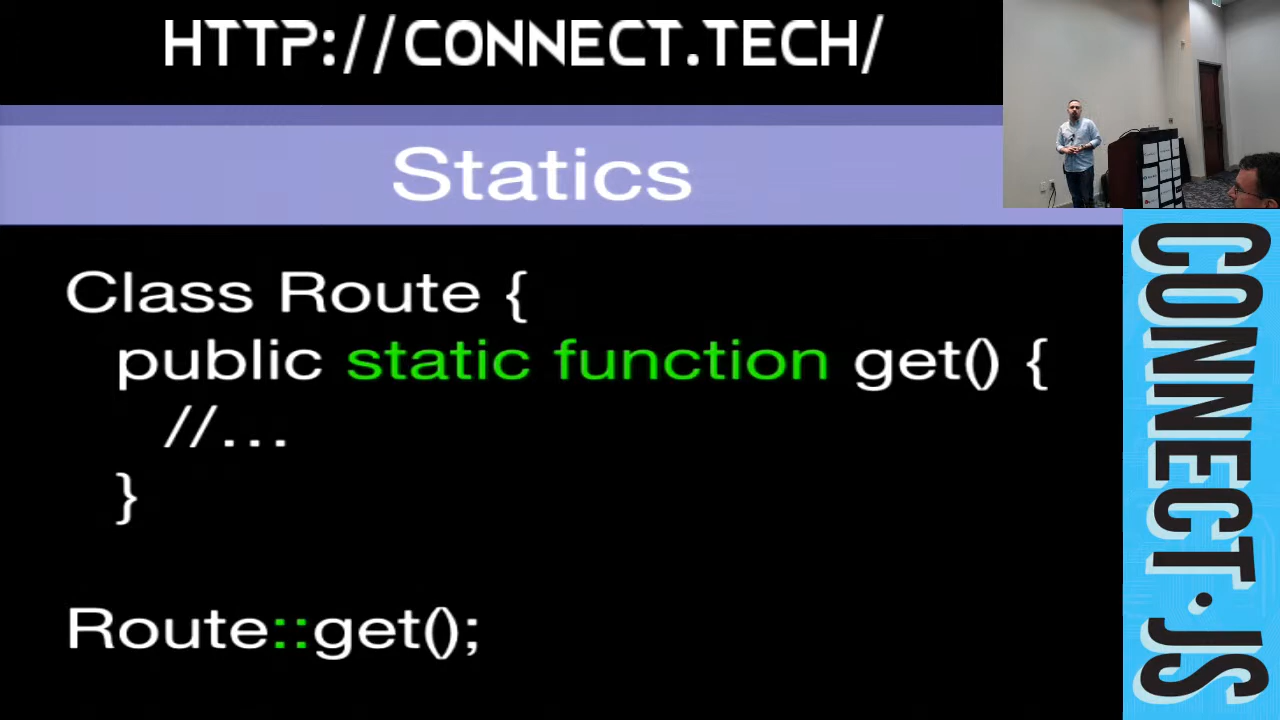 HTTP://CONNECT.TECH/
Statics
Class Route {
public static function get() {
//...
}
Route::get();
CONNECT.JS